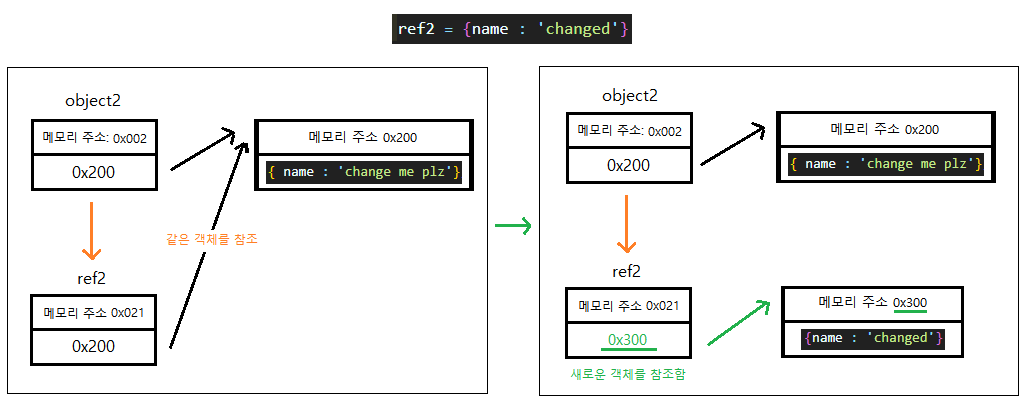 ref2 = {name : 'changed'}
object2
메모리 주소: 0x002
0x200
메모리 주소 0x200
{ name : 'change me plz'}
같은 객체를 참조
ref2
메모리 주소 0x021
0x200
object2
메모리 주소: 0x002
0x200
메모리 주소 0x200
{ name : 'change me plz'}
ref2
메모리 주소 0x021
0x300
새로운 객체를 참조함
메모리 주소 0x300
{name : 'changed'}